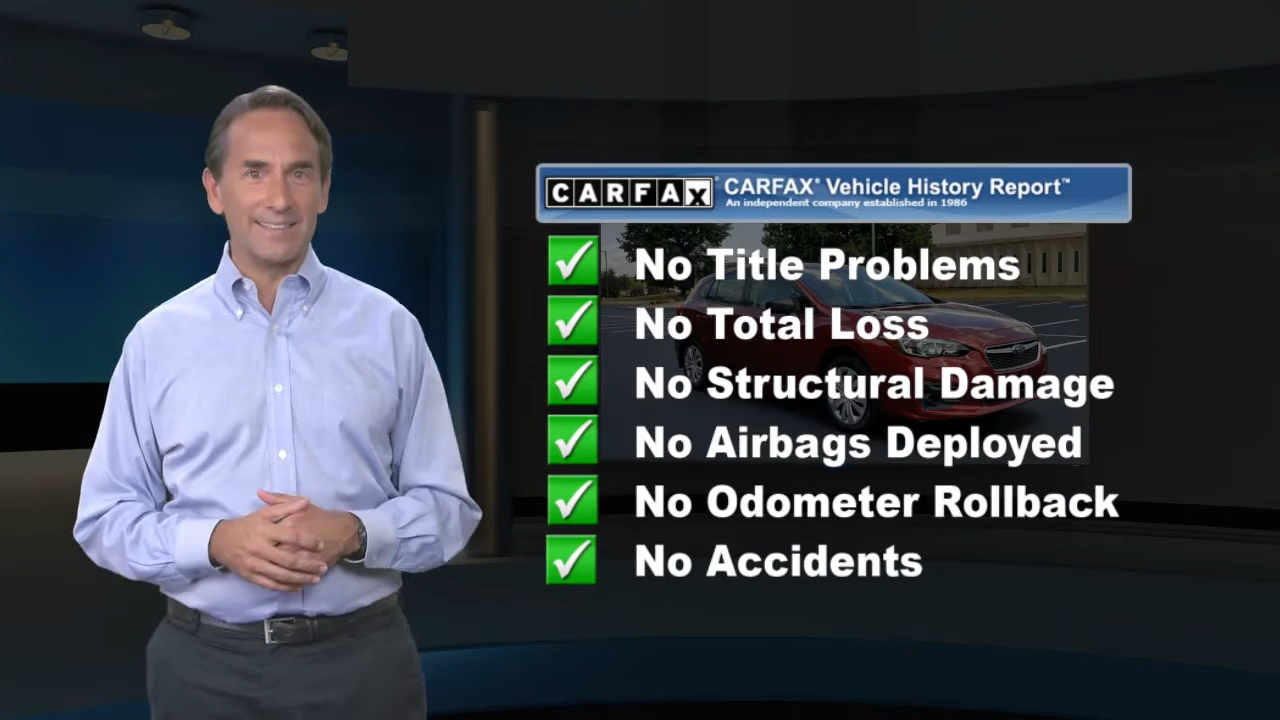 CARFAX CARFAX® Vehicle History Report™
An independent company established in 1986
No Title Problems
No Total Loss
No Structural Damage
No Airbags Deployed
No Odometer Rollback
No Accidents